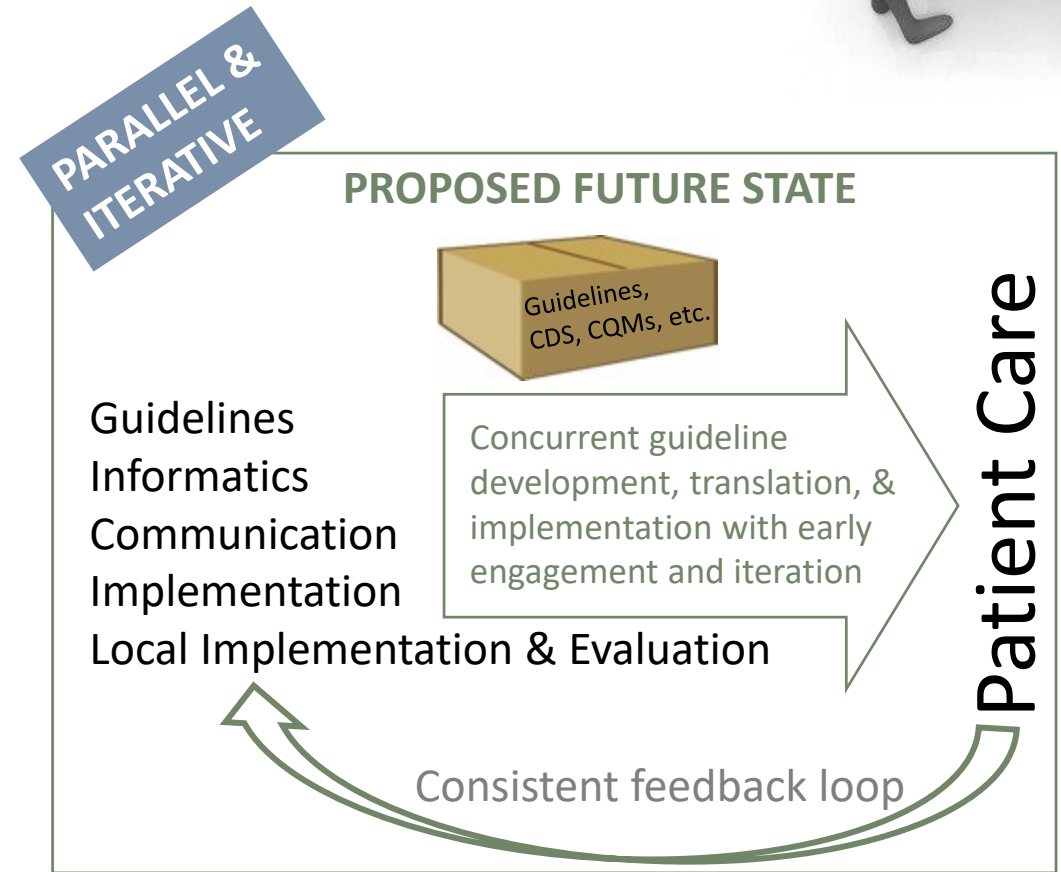 PARALLEL &
ITERATIVE
PROPOSED FUTURE STATE
Guidelines,
CDS, CQMs, etc.
Guidelines
Informatics
Communication
Implementation
Local Implementation & Evaluation
Concurrent guideline
development, translation, &
implementation with early
engagement and iteration
Patient Care
Consistent feedback loop